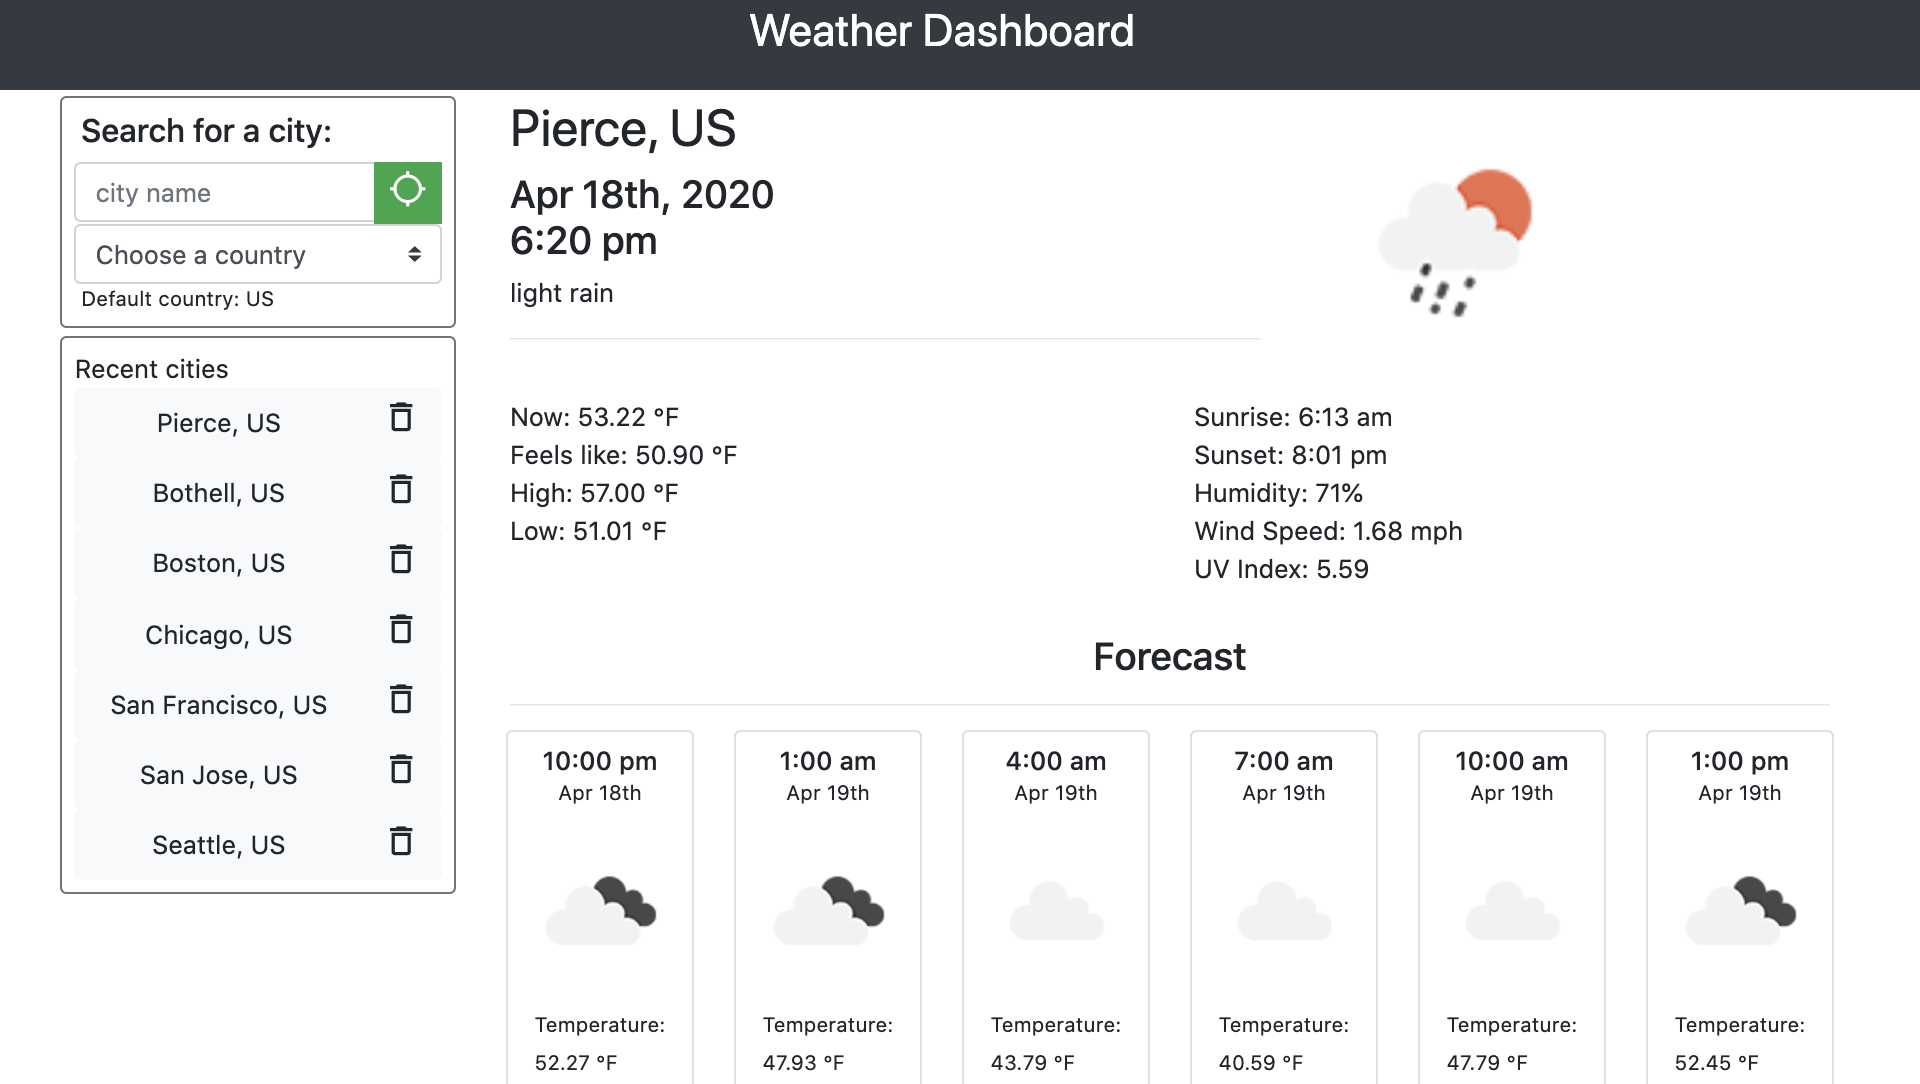 Weather Dashboard
Search for a city:
city name
Choose a country
Default country: US
Recent cities
Pierce, US
Bothell, US
Boston, US
Chicago, US
San Francisco, US
San Jose, US
Seattle, US
Pierce, US
Apr 18th, 2020
6:20 pm
light rain
Now: 53.22 °F
Feels like: 50.90 °F
High: 57.00 °F
Low: 51.01 °F
Sunrise: 6:13 am
Sunset: 8:01 pm
Humidity: 71%
Wind Speed: 1.68 mph
UV Index: 5.59
Forecast
10:00 pm
Apr 18th
Temperature:
52.27 °F
1:00 am
Apr 19th
Temperature:
47.93 °F
4:00 am
Apr 19th
Temperature:
43.79 °F
7:00 am
Apr 19th
Temperature:
40.59 °F
10:00 am
Apr 19th
Temperature:
47.79 °F
1:00 pm
Apr 19th
Temperature:
52.45 °F